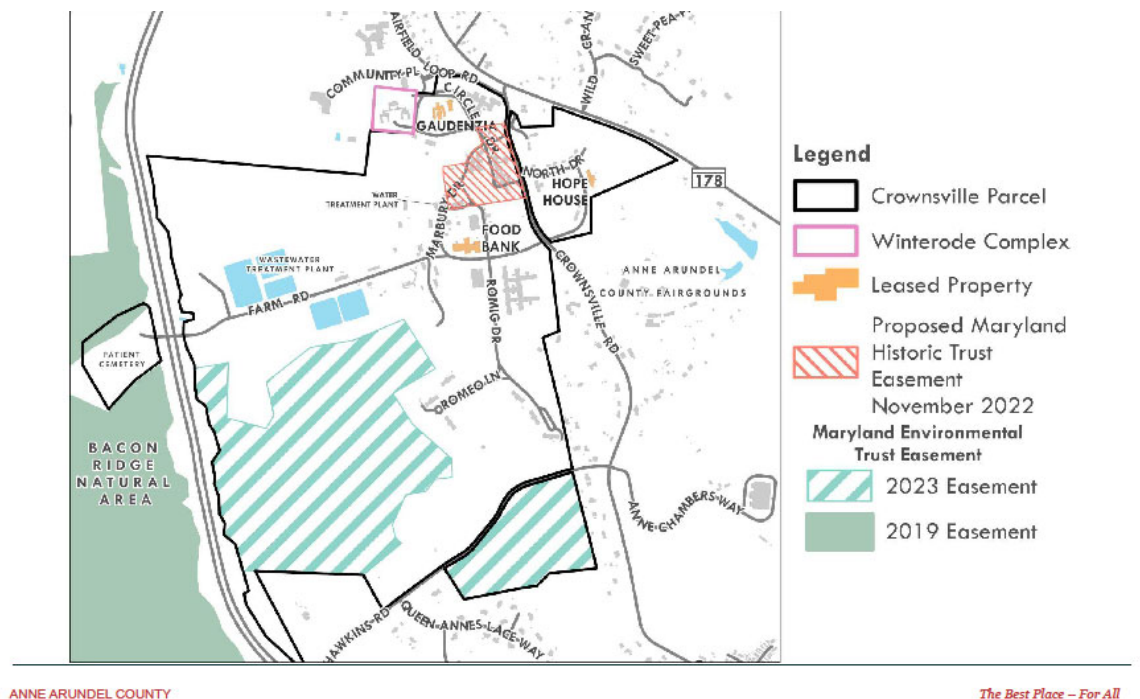 AIRFIELD LOOP RD
COMMUNITY PL
CIRCLE DR
GAUDENZIA
WILD GRAN
SWEET-PEA-P
NORTH-DR
178
HOPE
HOUSE
WATER
TREATMENT PLANT
MARBURY DR
FOOD
BANK
WASTEWATER
TREATMENT PLANT
FARM RD
ROMIG-DR
CROWNSVILLE-RD
ANNE ARUNDEL
COUNTY FAIRGROUNDS
PATIENT
CEMETERY
ROMEO-LN
BACON
RIDGE
NATURAL
AREA
ANNE-CHAMBERS-WAY
HAWKINS-RD
QUEEN-ANNES-LACE-WAY
Legend
Crownsville Parcel
Winterode Complex
Leased Property
Proposed Maryland
Historic Trust
Easement
November 2022
Maryland Environmental
Trust Easement
2023 Easement
2019 Easement
ANNE ARUNDEL COUNTY
The Best Place – For All